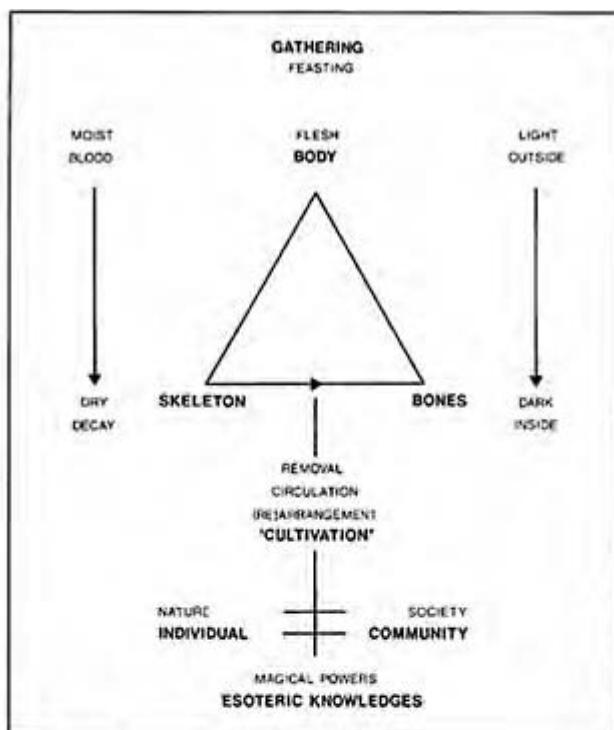 GATHERING
FEASTING
MOIST
BLOOD
FLESH
BODY
LIGHT
OUTSIDE
DRY
DECAY
SKELETON
BONES
DARK
INSIDE
REMOVAL
CIRCULATION
(RE)ARRANGEMENT
"CULTIVATION"
NATURE
INDIVIDUAL
SOCIETY
COMMUNITY
MAGICAL POWERS
ESOTERIC KNOWLEDGES